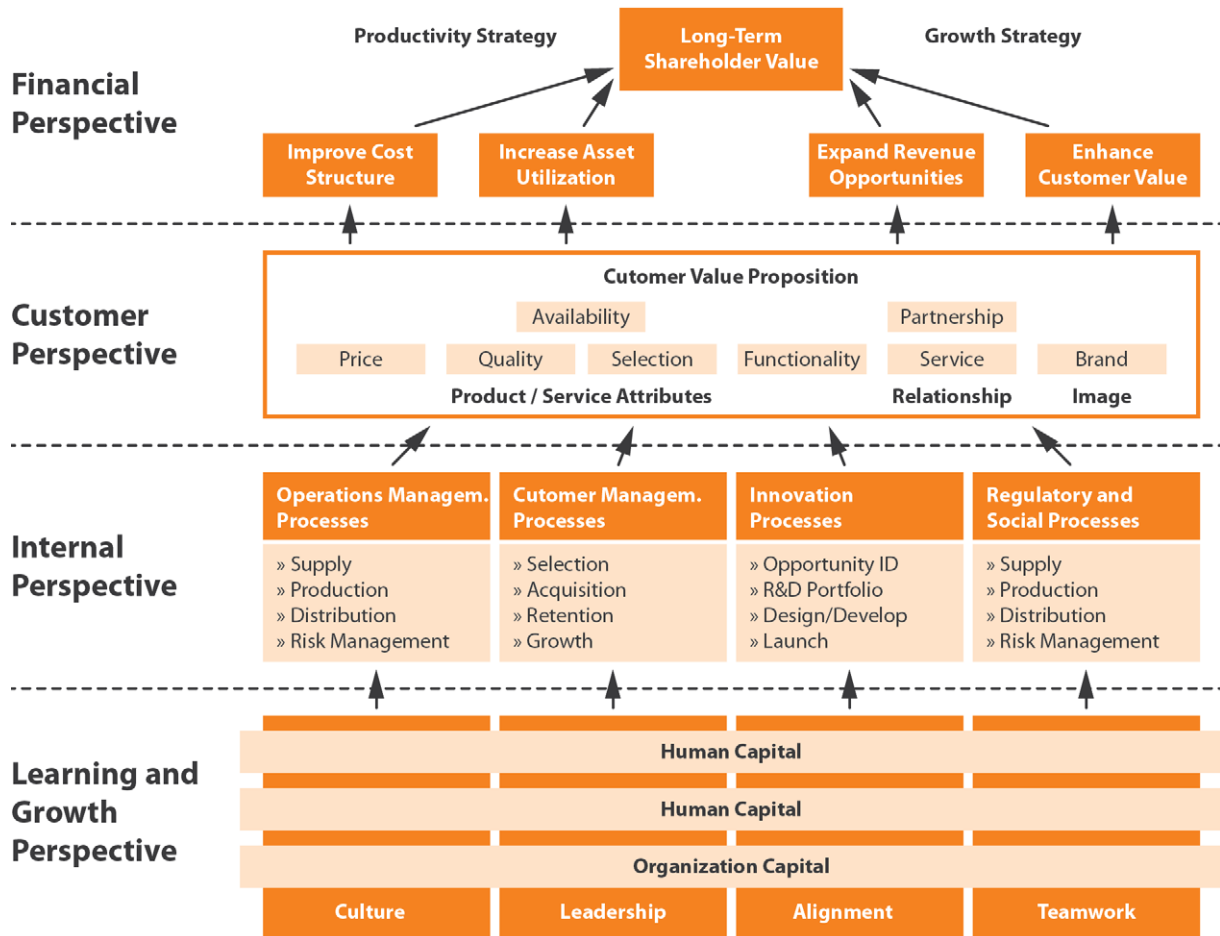 Productivity Strategy
Long-Term
Shareholder Value
Growth Strategy
Financial
Perspective
Improve Cost
Structure
Increase Asset
Utilization
Expand Revenue
Opportunities
Enhance
Customer Value
Customer
Perspective
Cutomer Value Proposition
Availability
Partnership
Price
Quality
Selection
Functionality
Service
Brand
Product / Service Attributes
Relationship
Image
Internal
Perspective
Operations Managem.
Processes
» Supply
» Production
» Distribution
» Risk Management
Cutomer Managem.
Processes
» Selection
» Acquisition
» Retention
» Growth
Innovation
Processes
» Opportunity ID
» R&D Portfolio
» Design/Develop
» Launch
Regulatory and
Social Processes
» Supply
» Production
» Distribution
» Risk Management
Learning and
Growth
Perspective
Human Capital
Human Capital
Organization Capital
Culture
Leadership
Alignment
Teamwork